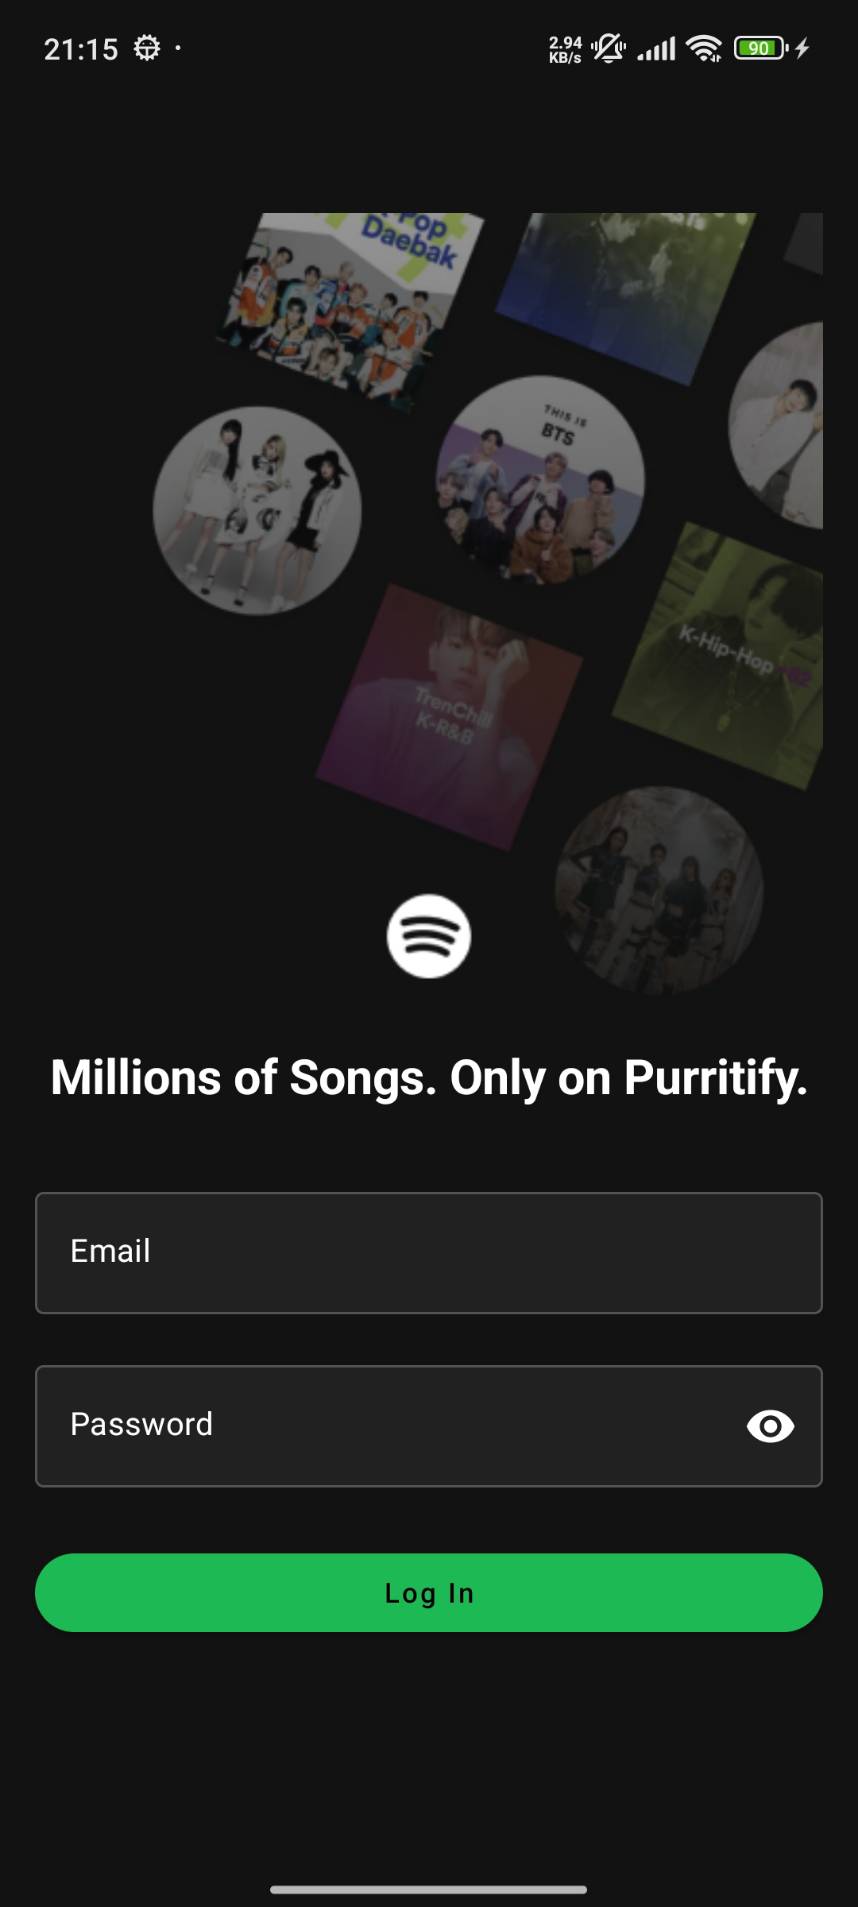 21:15
2.94
KB/s
90
Pop
Daebak
THIS IS
BTS
K-Hip-Hop +82
TrenChill
K-R&B
Millions of Songs. Only on Purritify.
Email
Password
Log In